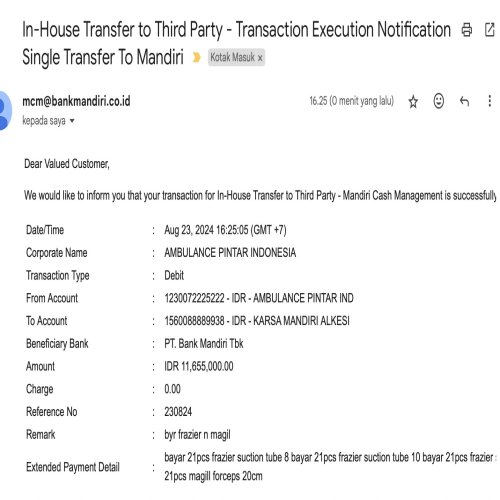 In-House Transfer to Third Party - Transaction Execution Notification
Single Transfer To Mandiri Kotak Masuk x
mcm@bankmandiri.co.id 16.25 (0 menit yang lalu)
kepada saya
Dear Valued Customer,
We would like to inform you that your transaction for In-House Transfer to Third Party - Mandiri Cash Management is successfully
Date/Time : Aug 23, 2024 16:25:05 (GMT +7)
Corporate Name : AMBULANCE PINTAR INDONESIA
Transaction Type : Debit
From Account : 1230072225222 - IDR - AMBULANCE PINTAR IND
To Account : 1560088889938 - IDR - KARSA MANDIRI ALKESI
Beneficiary Bank : PT. Bank Mandiri Tbk
Amount : IDR 11,655,000.00
Charge : 0.00
Reference No : 230824
Remark : byr frazier n magil
Extended Payment Detail : bayar 21pcs frazier suction tube 8 bayar 21pcs frazier suction tube 10 bayar 21pcs frazier
21pcs magill forceps 20cm